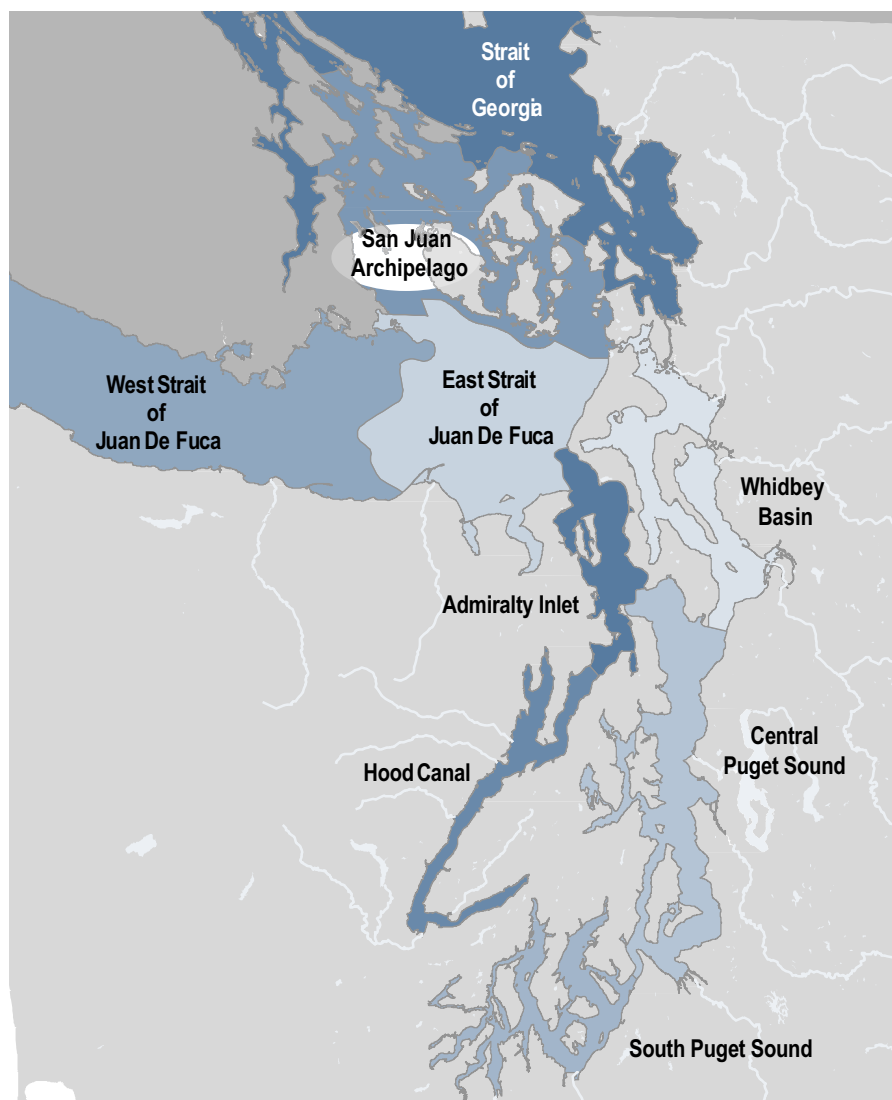 Strait
of
Georgia
San Juan
Archipelago
West Strait
of
Juan De Fuca
East Strait
of
Juan De Fuca
Whidbey
Basin
Admiralty Inlet
Central
Puget Sound
Hood Canal
South Puget Sound